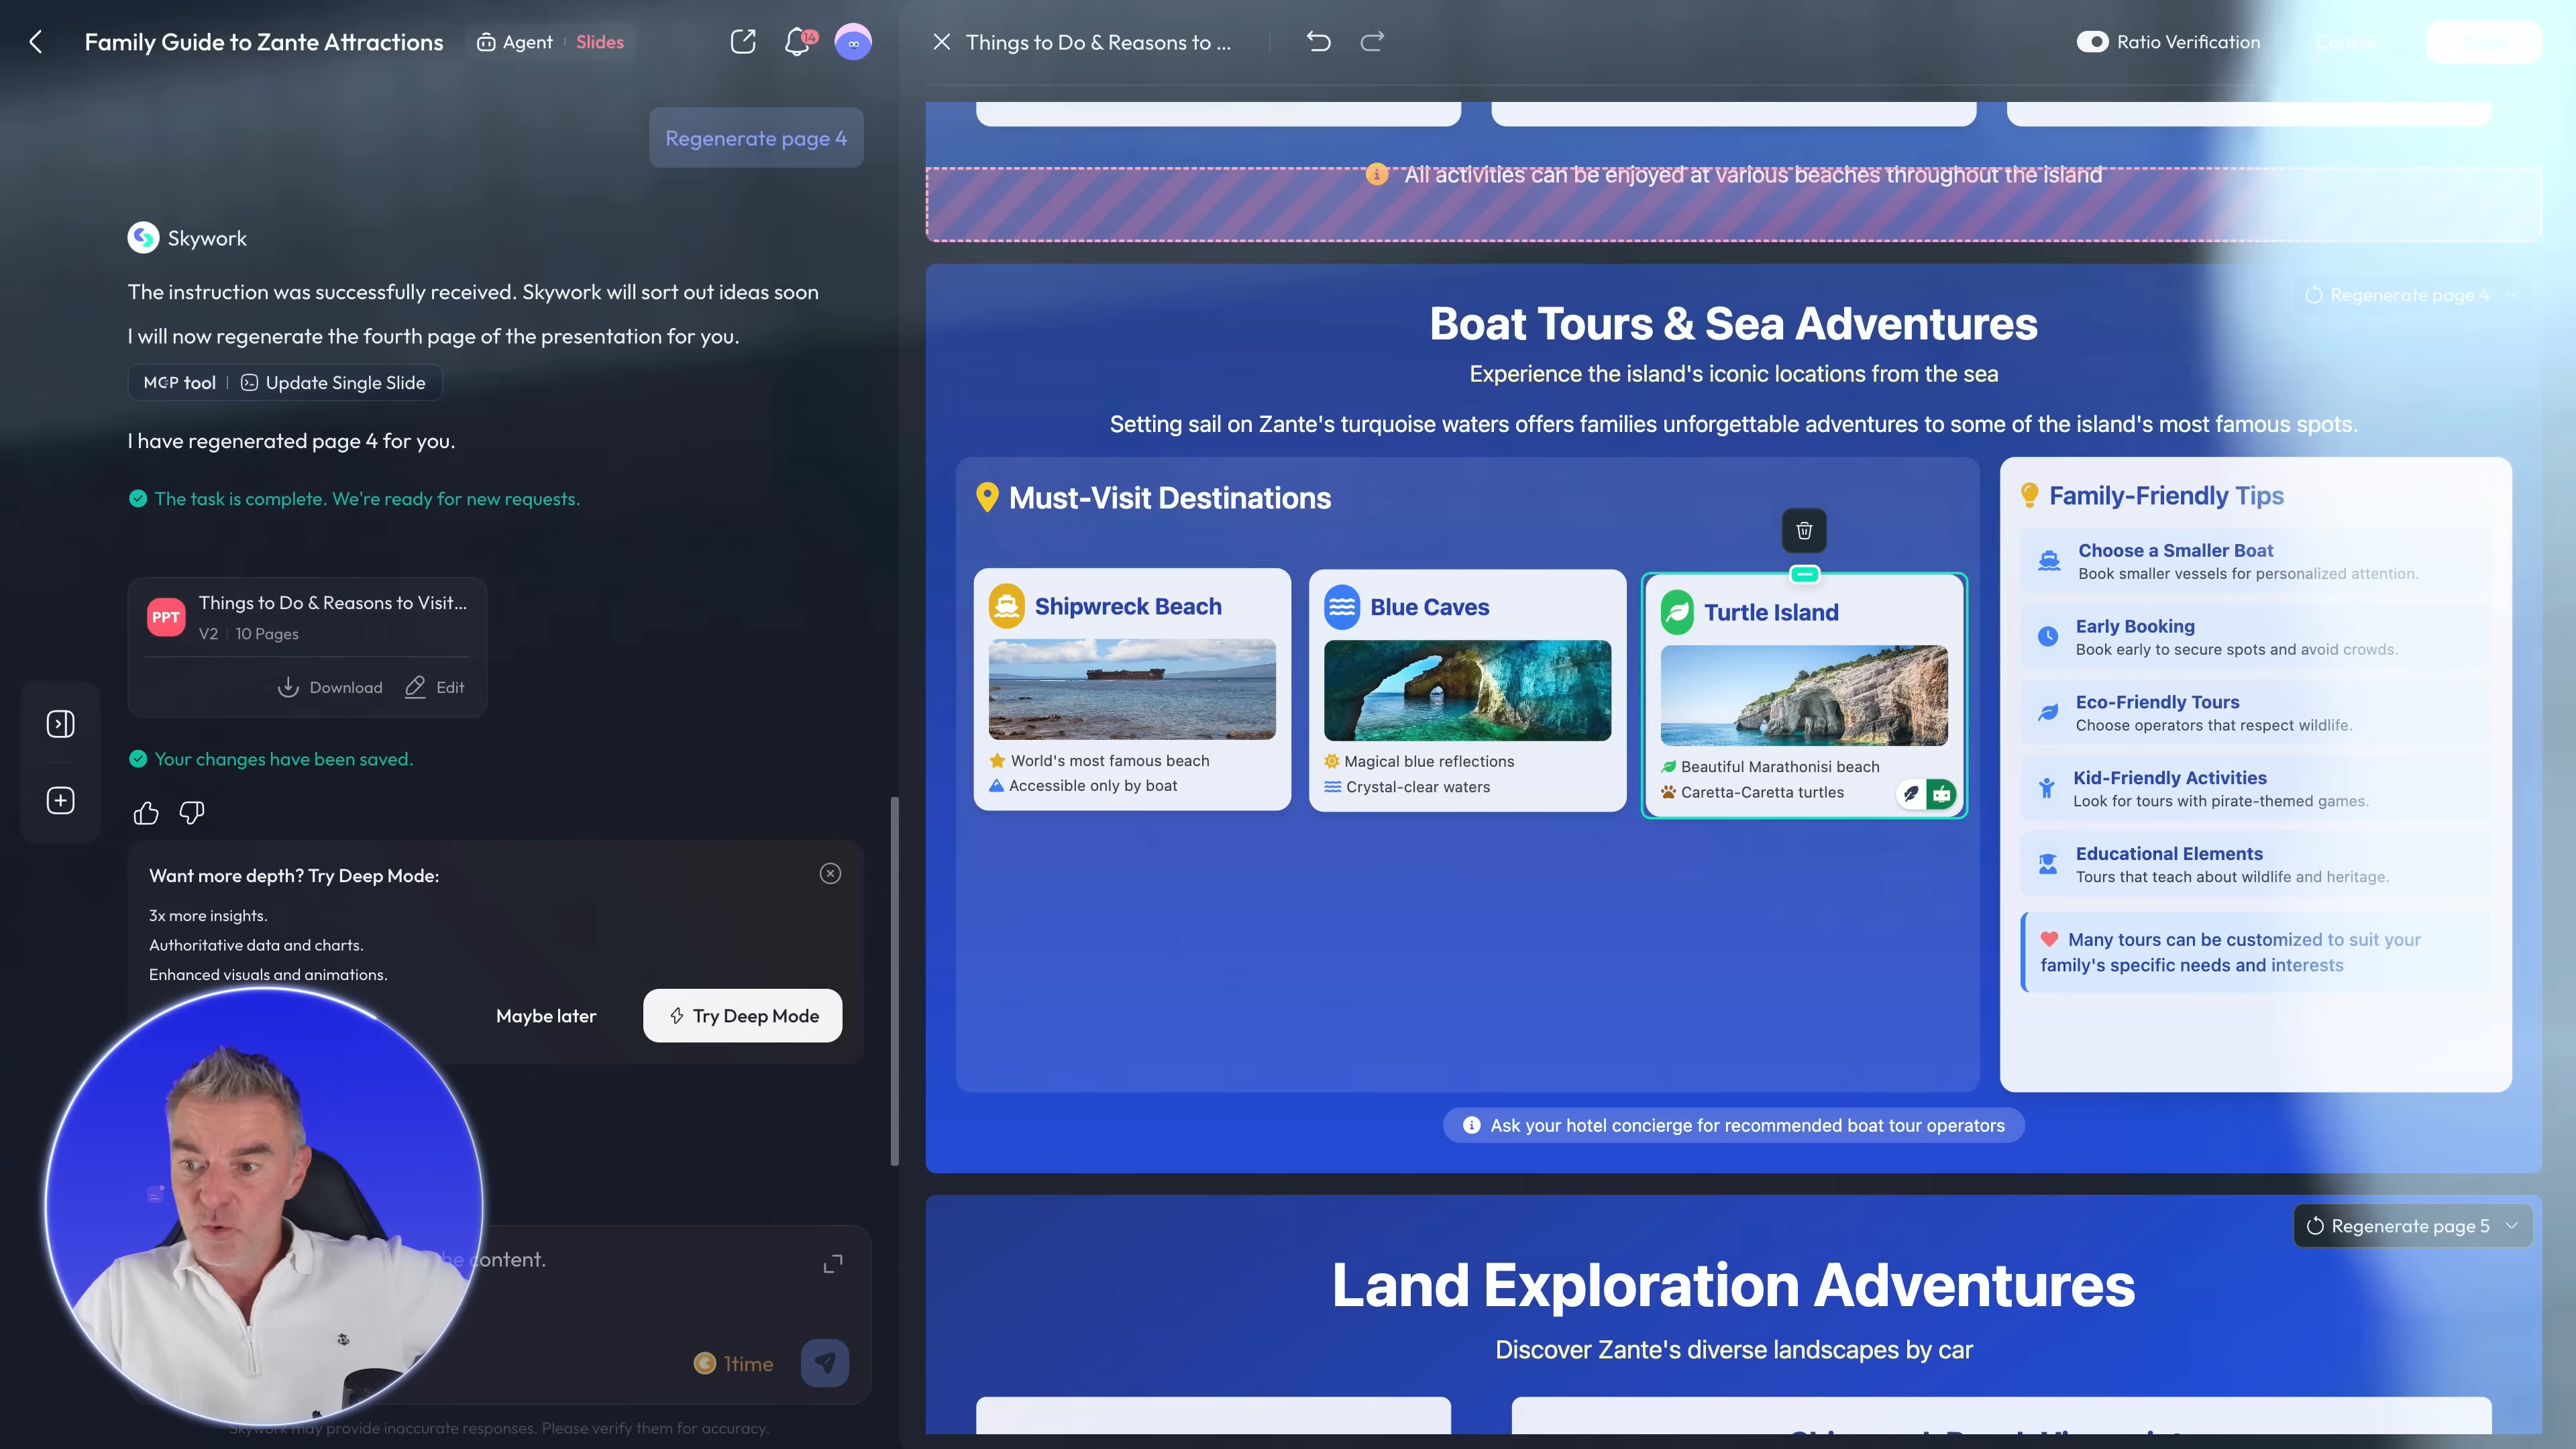 Family Guide to Zante Attractions
Agent
Slides
14
Regenerate page 4
Skywork
The instruction was successfully received. Skywork will sort out ideas soon
I will now regenerate the fourth page of the presentation for you.
MCP tool
Update Single Slide
I have regenerated page 4 for you.
The task is complete. We're ready for new requests.
PPT
Things to Do & Reasons to Visit...
V2
10 Pages
Download
Edit
Your changes have been saved.
Want more depth? Try Deep Mode:
3x more insights.
Authoritative data and charts.
Enhanced visuals and animations.
Maybe later
Try Deep Mode
he content.
1time
Skywork may provide inaccurate responses. Please verify them for accuracy.
Things to Do & Reasons to ...
Ratio Verification
Cancel
All activities can be enjoyed at various beaches throughout the island
Regenerate page 4
Boat Tours & Sea Adventures
Experience the island's iconic locations from the sea
Setting sail on Zante's turquoise waters offers families unforgettable adventures to some of the island's most famous spots.
Must-Visit Destinations
Shipwreck Beach
World's most famous beach
Accessible only by boat
Blue Caves
Magical blue reflections
Crystal-clear waters
Turtle Island
Beautiful Marathonisi beach
Caretta-Caretta turtles
Family-Friendly Tips
Choose a Smaller Boat
Book smaller vessels for personalized attention.
Early Booking
Book early to secure spots and avoid crowds.
Eco-Friendly Tours
Choose operators that respect wildlife.
Kid-Friendly Activities
Look for tours with pirate-themed games.
Educational Elements
Tours that teach about wildlife and heritage.
Many tours can be customized to suit your
family's specific needs and interests
Ask your hotel concierge for recommended boat tour operators
Regenerate page 5
Land Exploration Adventures
Discover Zante's diverse landscapes by car